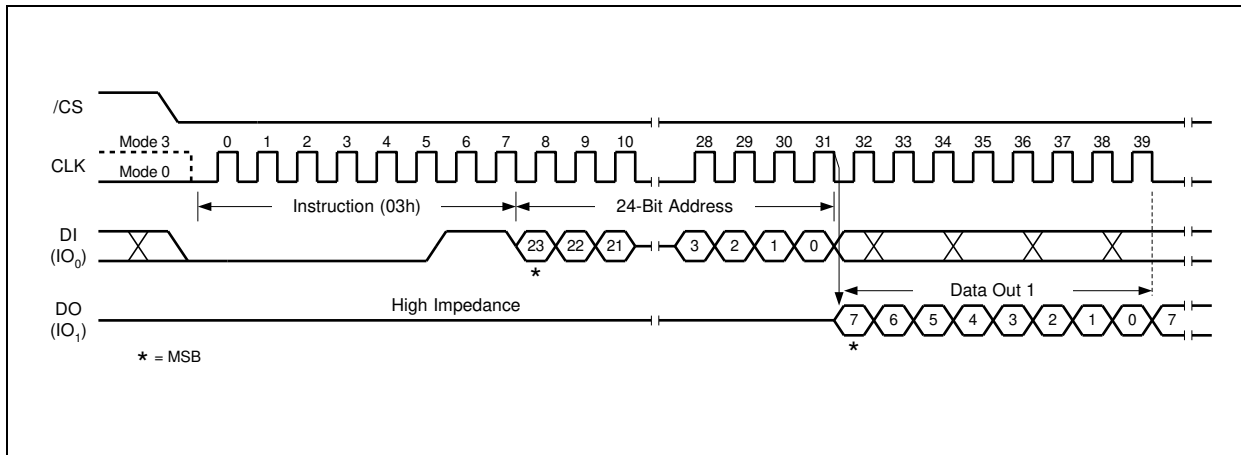 /CS
Mode 3 0 1 2 3 4 5 6 7 8 9 10 28 29 30 31 32 33 34 35 36 37 38 39
CLK Mode 0
Instruction (03h) 24-Bit Address
DI
(IO0) 23 22 21 3 2 1 0
*
High Impedance Data Out 1
DO
(IO1) 7 6 5 4 3 2 1 0 7
*
* = MSB